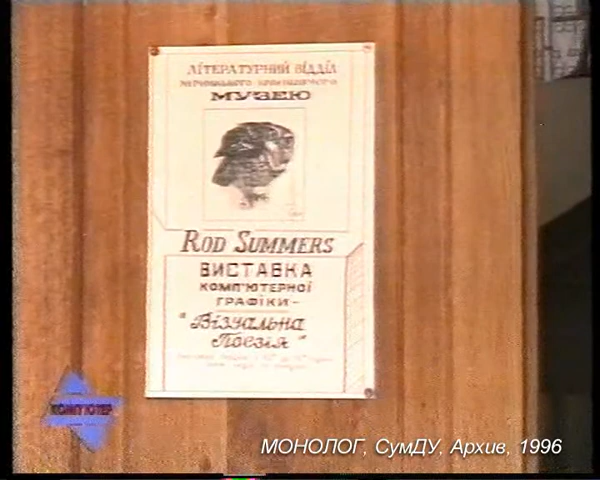 ЛІТЕРАТУРНИЙ ВІДДІЛ
МУЗЕЮ
ROD SUMMERS
ВИСТАВКА
КОМП'ЮТЕРНОЇ
ГРАФІКИ –
"Візуальна
Поезія"
КОМП'ЮТЕР
МОНОЛОГ, СумДУ, Архив, 1996